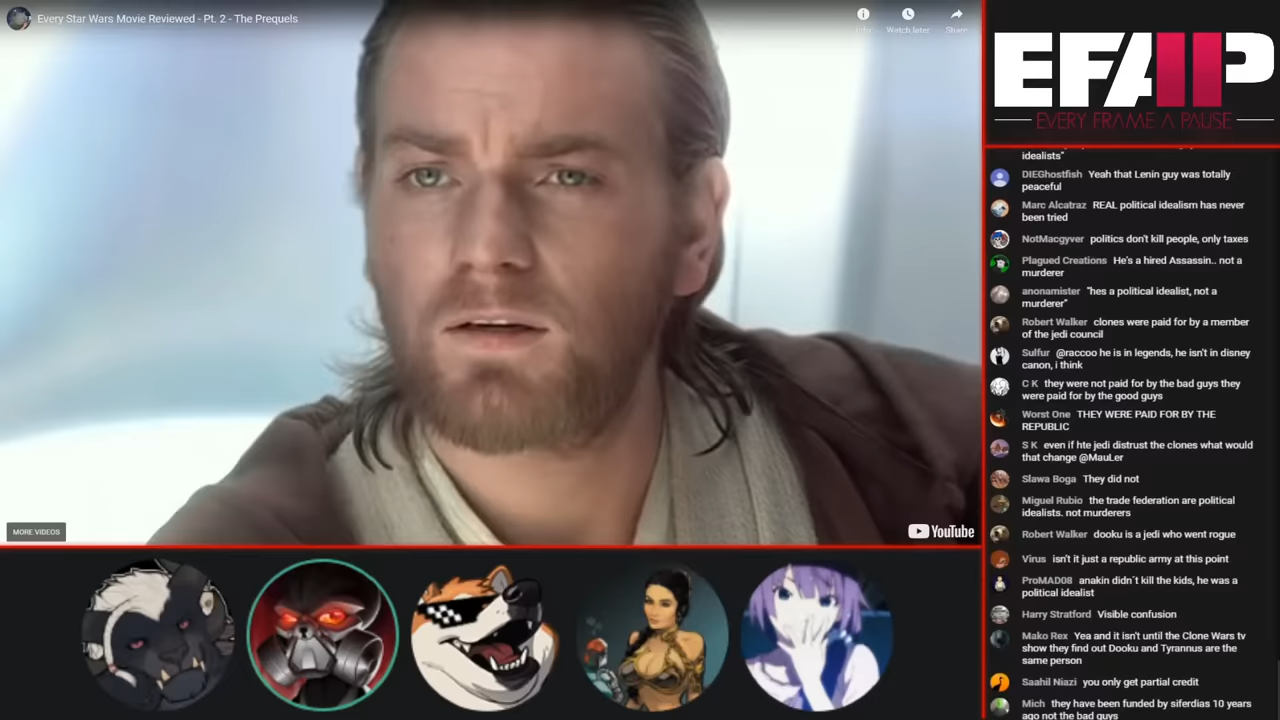 Every Star Wars Movie Reviewed - Pt. 2 - The Prequels
Info
Watch later
Share
MORE VIDEOS
YouTube
EFAP
EVERY FRAME A PAUSE
idealists"
DIEGhostfish Yeah that Lenin guy was totally
peaceful
Marc Alcatraz REAL political idealism has never
been tried
NotMacgyver politics don't kill people, only taxes
Plagued Creations He's a hired Assassin.. not a
murderer
anonamister "hes a political idealist, not a
murderer"
Robert Walker clones were paid for by a member
of the jedi council
Sulfur @raccoo he is in legends, he isn't in disney
canon, i think
C K they were not paid for by the bad guys they
were paid for by the good guys
Worst One THEY WERE PAID FOR BY THE
REPUBLIC
S K even if hte jedi distrust the clones what would
that change @MauLer
Slawa Boga They did not
Miguel Rubio the trade federation are political
idealists. not murderers
Robert Walker dooku is a jedi who went rogue
Virus isn't it just a republic army at this point
ProMAD08 anakin didn´t kill the kids, he was a
political idealist
Harry Stratford Visible confusion
Mako Rex Yea and it isn't until the Clone Wars tv
show they find out Dooku and Tyrannus are the
same person
Saahil Niazi you only get partial credit
Mich they have been funded by siferdias 10 years
ago not the bad guys